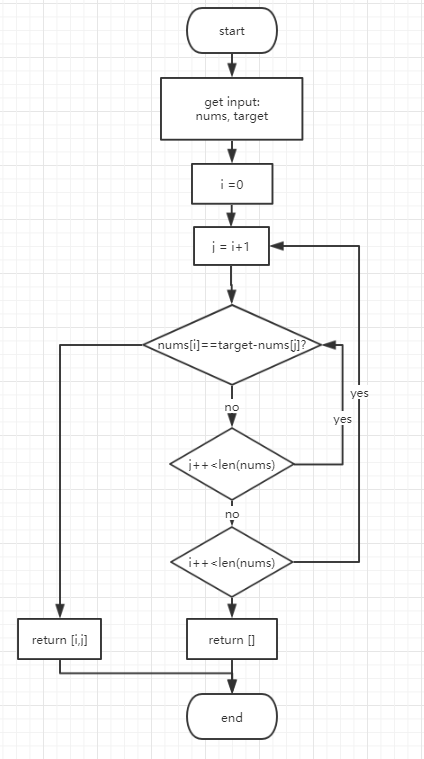 start
get input:
nums, target
i =0
j = i+1
nums[i]==target-nums[j]?
yes
no
yes
j++<len(nums)
no
i++<len(nums)
return [i,j]
return []
end